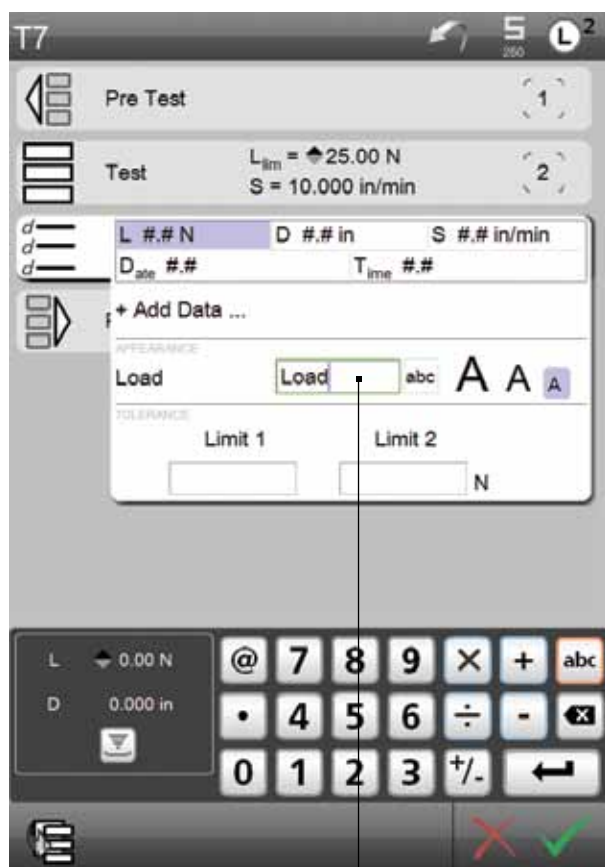 T7 5 250 L 2
Pre Test 1
Test Llim = 25.00 N 2
S = 10.000 in/min
d
d
d
L #.# N D #.# in S #.# in/min
Date #.# Time #.#
+ Add Data ...
APPEARANCE
Load Load abc A A A
TOLERANCE
Limit 1 Limit 2
N
L 0.00 N @ 7 8 9 × + abc
D 0.000 in • 4 5 6 ÷ -
0 1 2 3 +/-